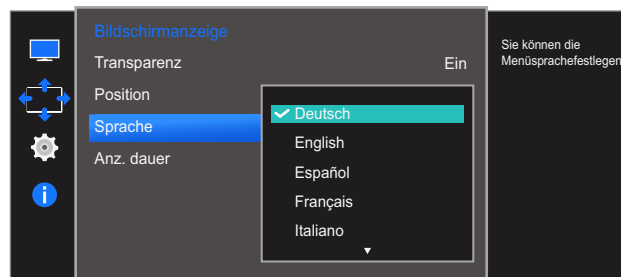 Bildschirmanzeige
Transparenz Ein
Position
Sprache
Anz. dauer
Deutsch
English
Español
Français
Italiano
Sie können die
Menüsprachefestlegen